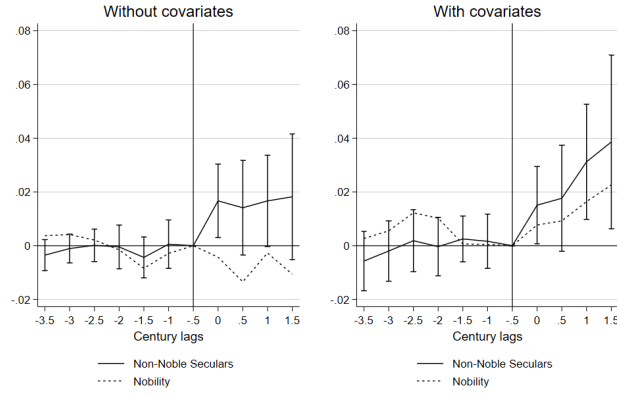 Without covariates
.08
.06
.04
.02
0
-.02
-3.5 -3 -2.5 -2 -1.5 -1 -.5 0 .5 1 1.5
Century lags
Non-Noble Seculars
Nobility
With covariates
.08
.06
.04
.02
0
-.02
-3.5 -3 -2.5 -2 -1.5 -1 -.5 0 .5 1 1.5
Century lags
Non-Noble Seculars
Nobility